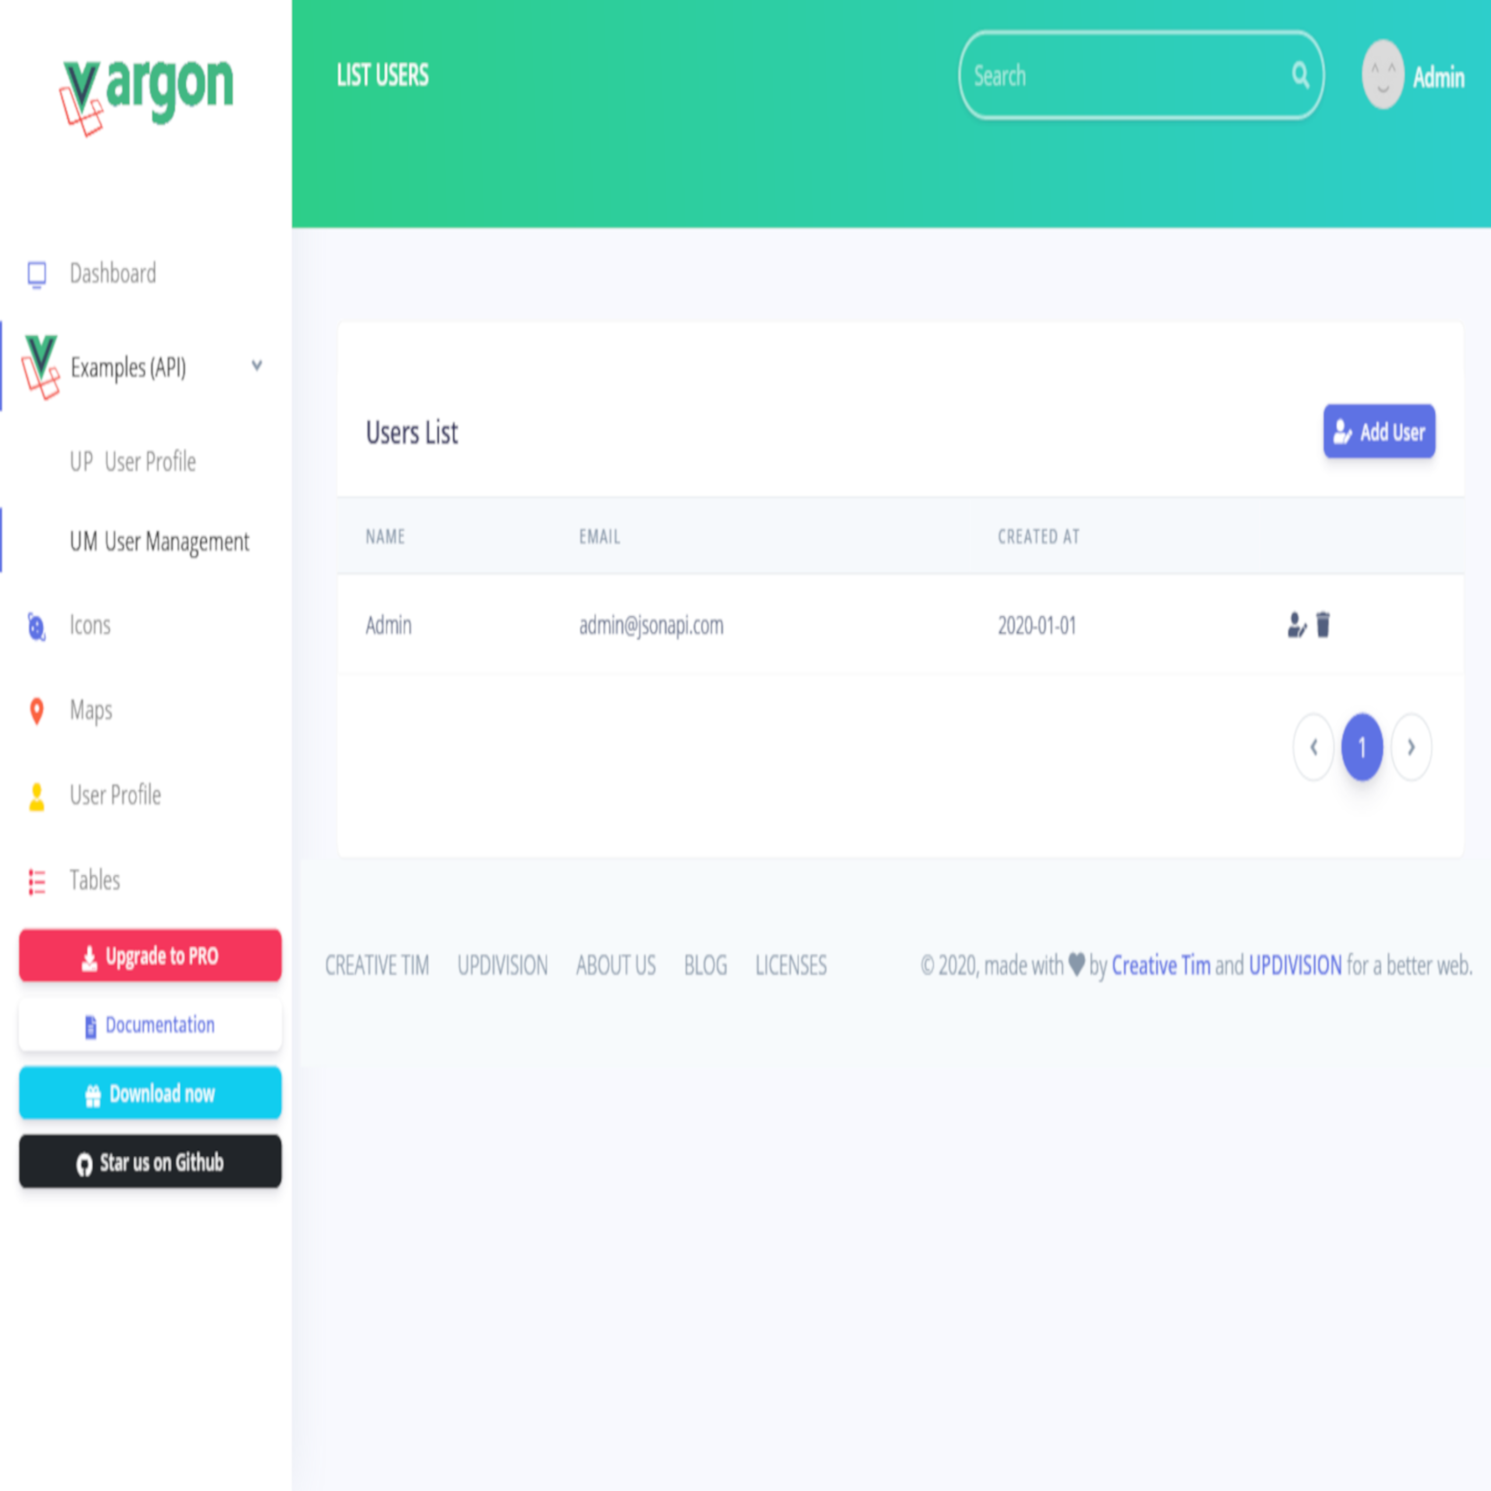 argon
LIST USERS
Search
Admin
Dashboard
Examples (API)
UP User Profile
UM User Management
Icons
Maps
User Profile
Tables
Upgrade to PRO
Documentation
Download now
Star us on Github
Users List
Add User
NAME EMAIL CREATED AT
Admin admin@jsonapi.com 2020-01-01
1
CREATIVE TIM UPDIVISION ABOUT US BLOG LICENSES © 2020, made with by Creative Tim and UPDIVISION for a better web.